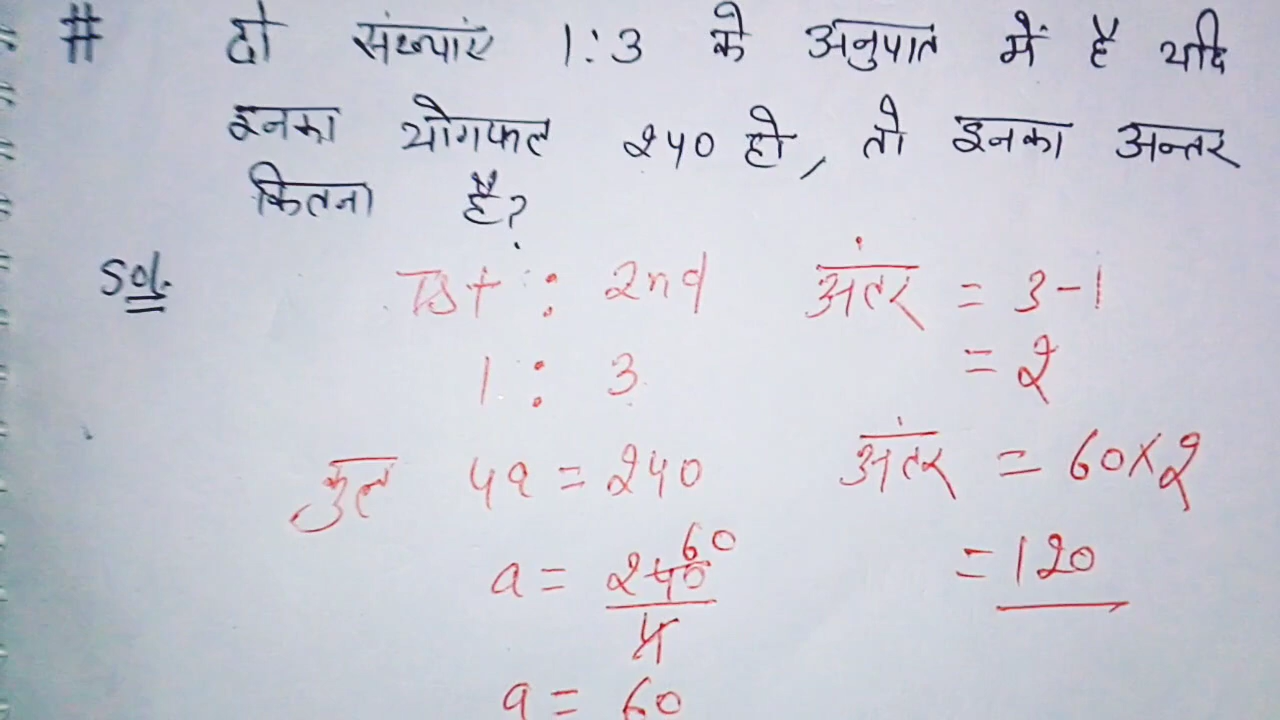 # दो संख्याएं 1:3 के अनुपात में है यदि
इनका योगफल 240 हो, तो इनका अन्तर
कितना है?
Sol. Ist : 2nd अंतर = 3-1
1 : 3 = 2
कुल 4a = 240 अंतर = 60×2
a = 240/4 60 = 120
a = 60